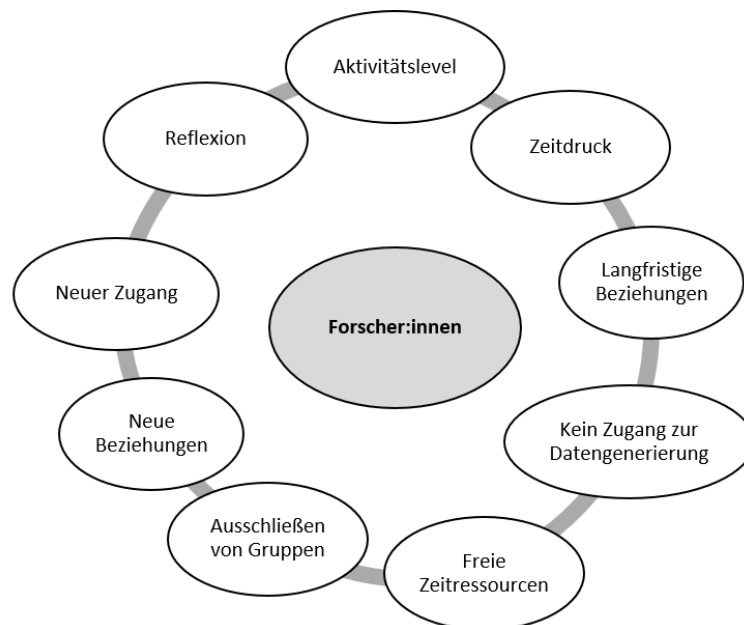 Aktivitätslevel
Zeitdruck
Langfristige
Beziehungen
Kein Zugang zur
Datengenerierung
Freie
Zeitressourcen
Ausschließen
von Gruppen
Neue
Beziehungen
Neuer Zugang
Reflexion
Forscher:innen